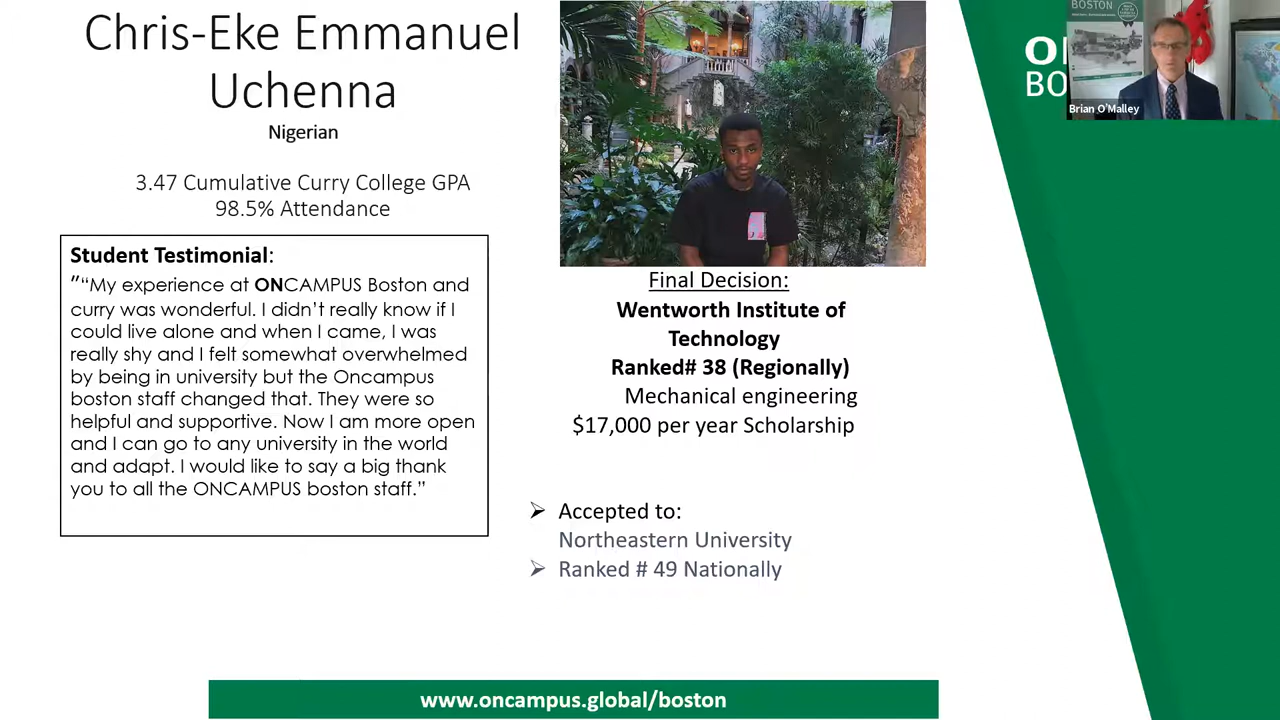 Chris-Eke Emmanuel
Uchenna
Nigerian
3.47 Cumulative Curry College GPA
98.5% Attendance
Student Testimonial:
"“My experience at ONCAMPUS Boston and
curry was wonderful. I didn’t really know if I
could live alone and when I came, I was
really shy and I felt somewhat overwhelmed
by being in university but the Oncampus
boston staff changed that. They were so
helpful and supportive. Now I am more open
and I can go to any university in the world
and adapt. I would like to say a big thank
you to all the ONCAMPUS boston staff.”
Final Decision:
Wentworth Institute of
Technology
Ranked# 38 (Regionally)
Mechanical engineering
$17,000 per year Scholarship
➢ Accepted to:
Northeastern University
➢ Ranked # 49 Nationally
www.oncampus.global/boston
BOSTON
Brian O'Malley